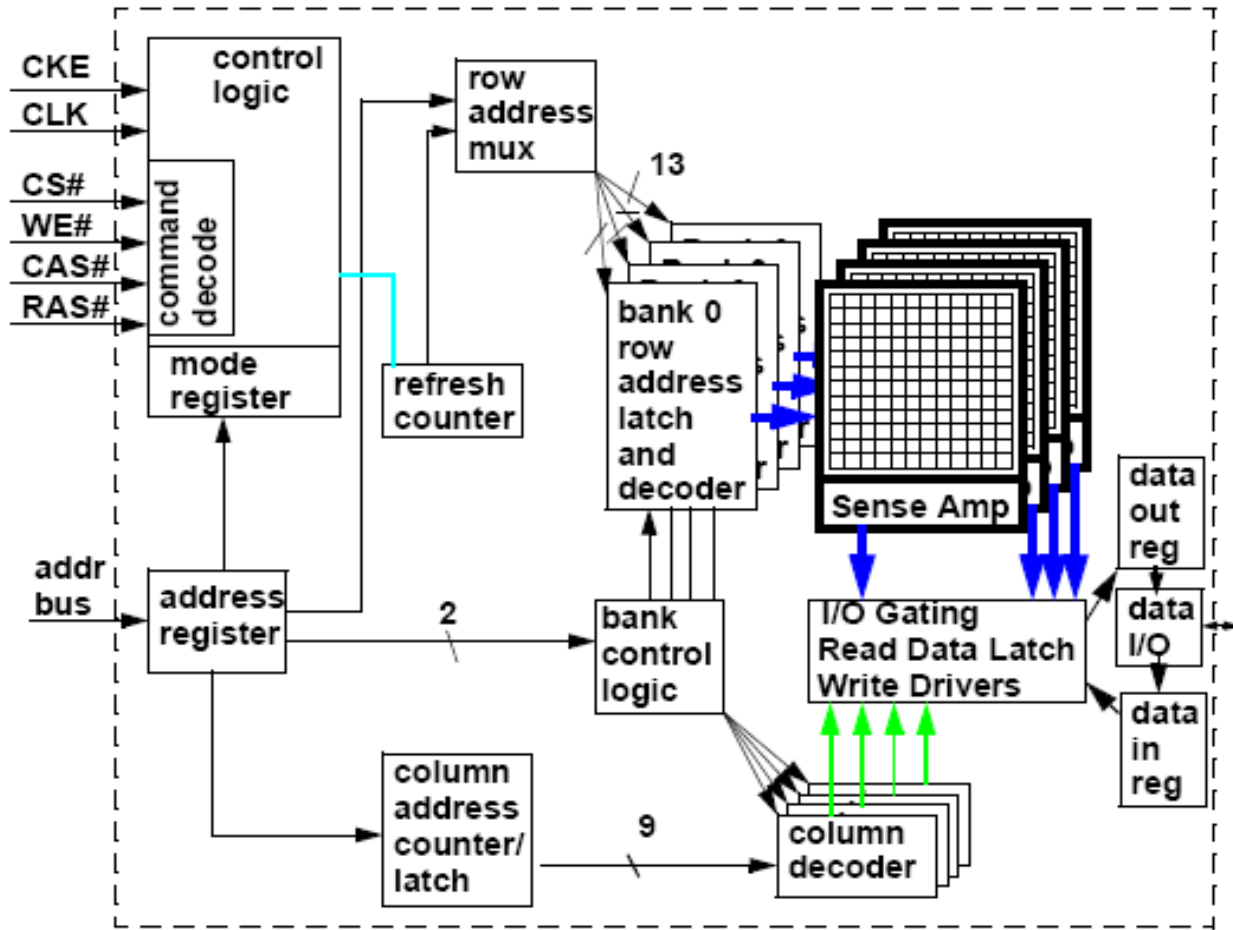 CKE
CLK
CS#
WE#
CAS#
RAS#
control
logic
command
decode
mode
register
row
address
mux
13
refresh
counter
bank 0
row
address
latch
and
decoder
Sense Amp
data
out
reg
addr
bus
address
register
2
bank
control
logic
I/O Gating
Read Data Latch
Write Drivers
data
I/O
data
in
reg
column
address
counter/
latch
9
column
decoder